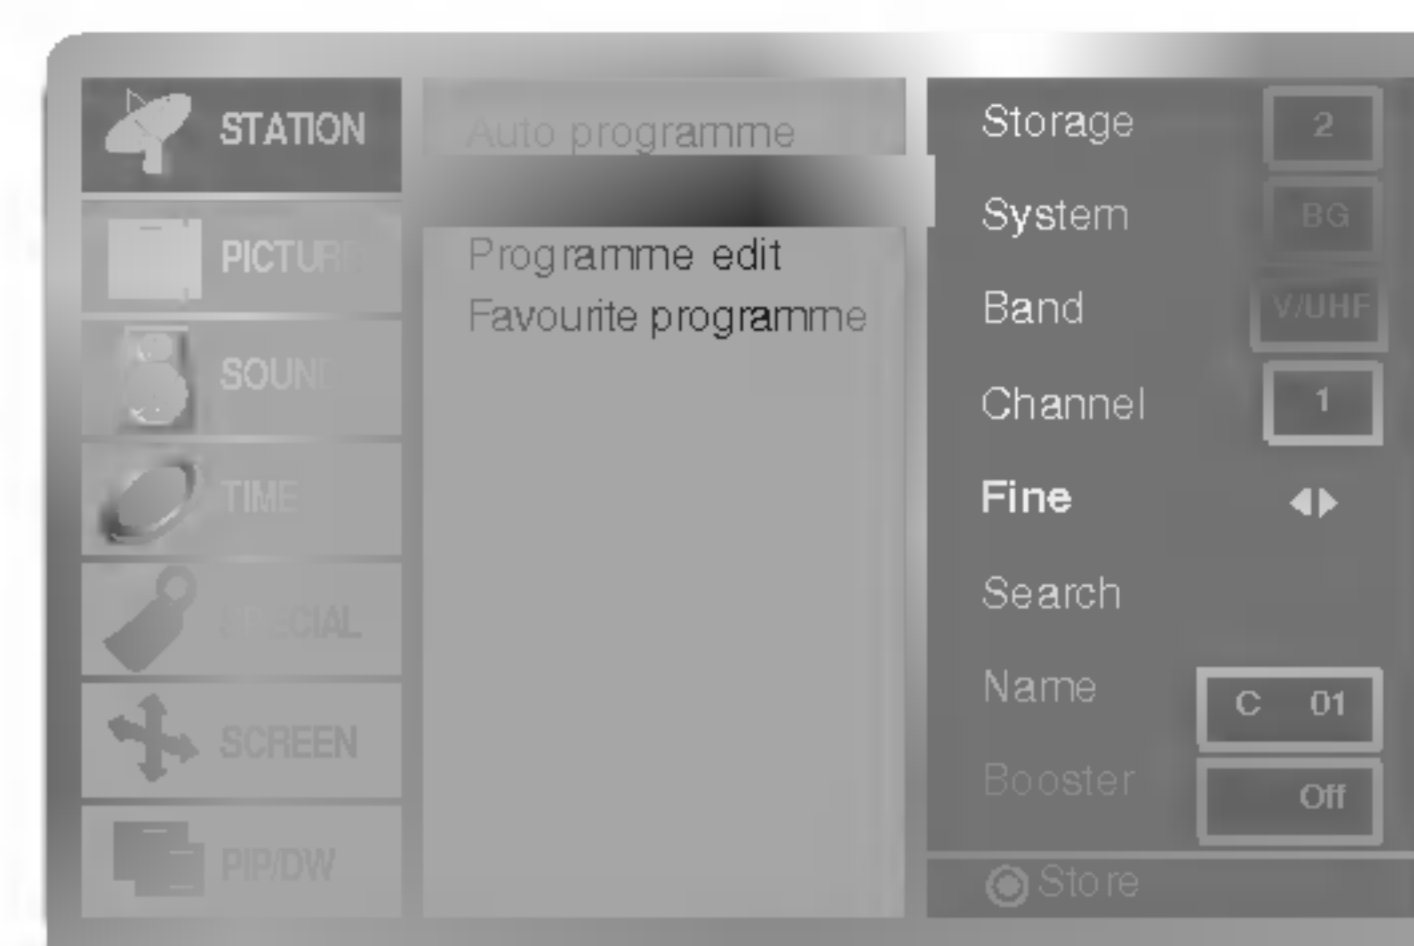 STATION
PICTURE
SOUND
TIME
SPECIAL
SCREEN
PIP/DW
Auto programme
Programme edit
Favourite programme
Storage 2
System BG
Band V/UHF
Channel 1
Fine ◀▶
Search
Name C 01
Booster Off
Store